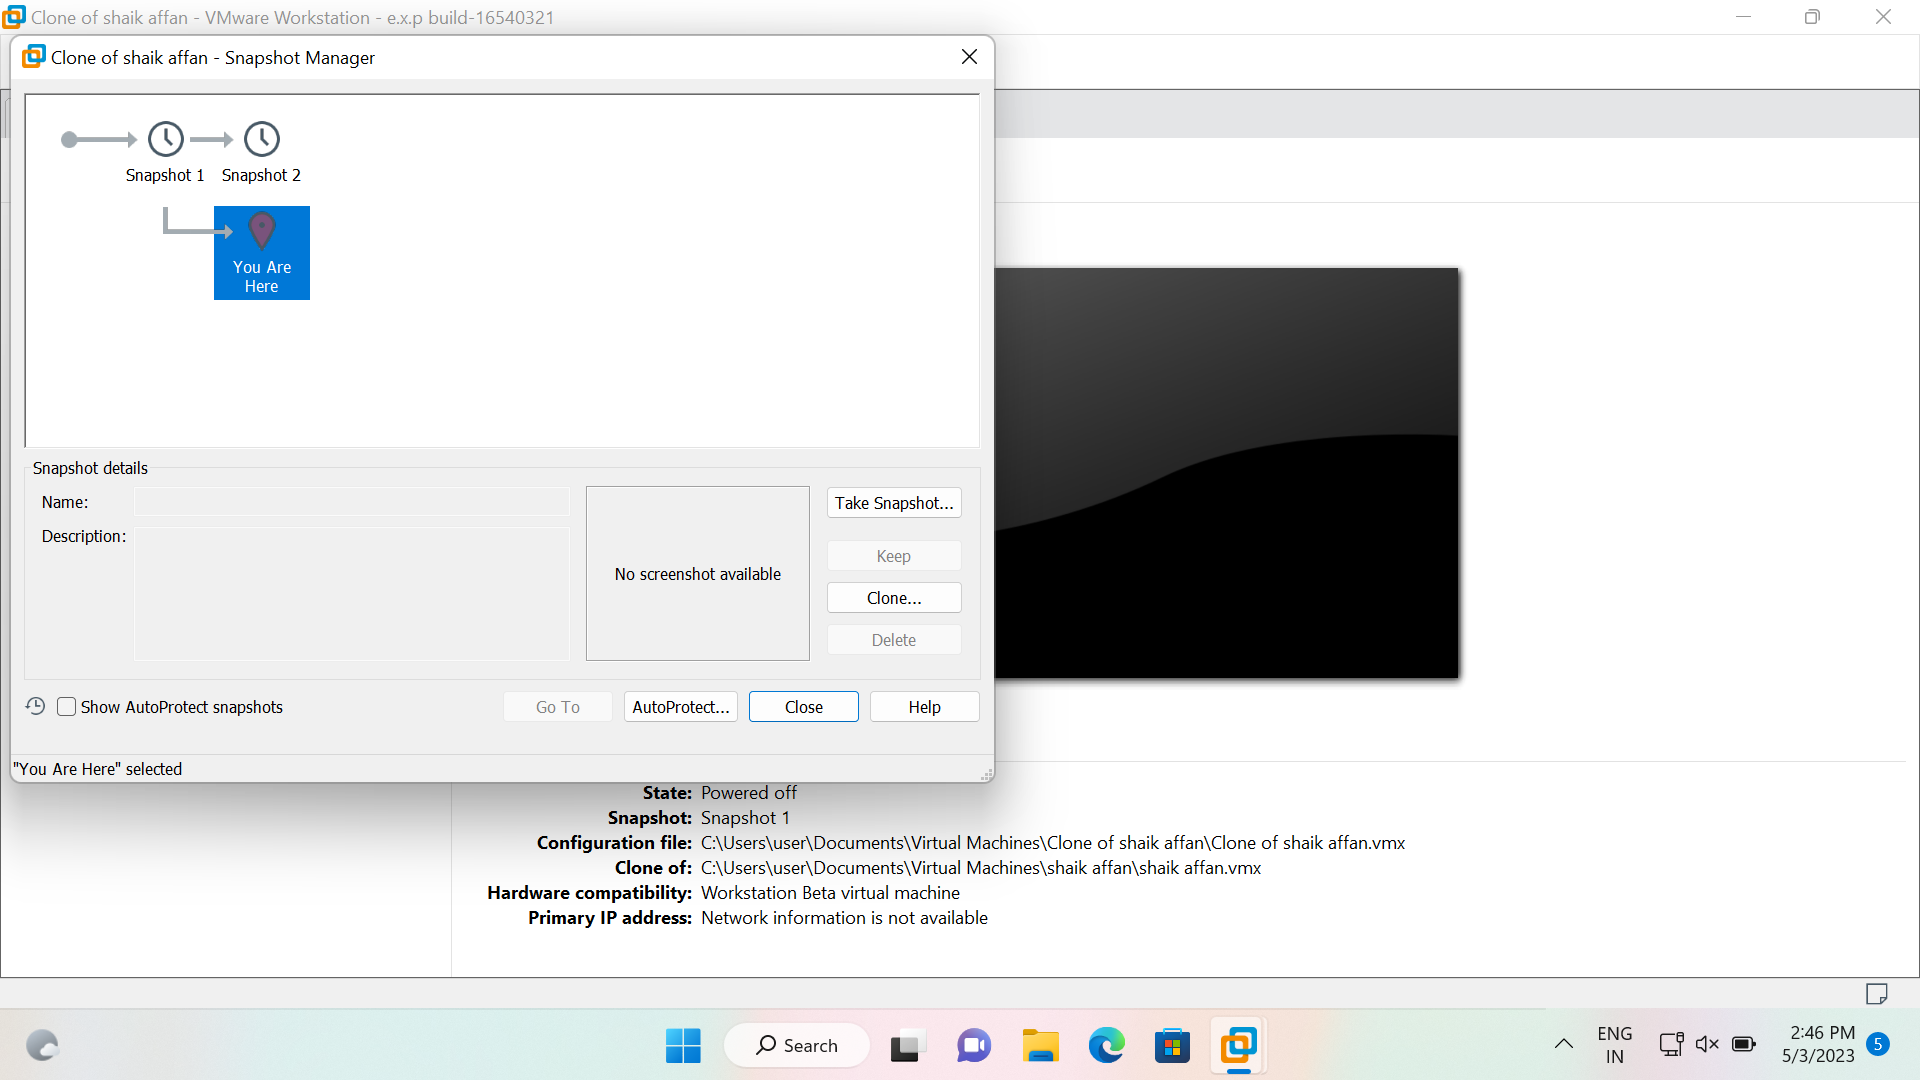 Clone of shaik affan - VMware Workstation - e.x.p build-16540321
Clone of shaik affan - Snapshot Manager
Snapshot 1
Snapshot 2
You Are
Here
Snapshot details
Name:
Description:
No screenshot available
Take Snapshot...
Keep
Clone...
Delete
Show AutoProtect snapshots
Go To
AutoProtect...
Close
Help
"You Are Here" selected
State: Powered off
Snapshot: Snapshot 1
Configuration file: C:\Users\user\Documents\Virtual Machines\Clone of shaik affan\Clone of shaik affan.vmx
Clone of: C:\Users\user\Documents\Virtual Machines\shaik affan\shaik affan.vmx
Hardware compatibility: Workstation Beta virtual machine
Primary IP address: Network information is not available
Search
ENG
IN
2:46 PM
5/3/2023
5